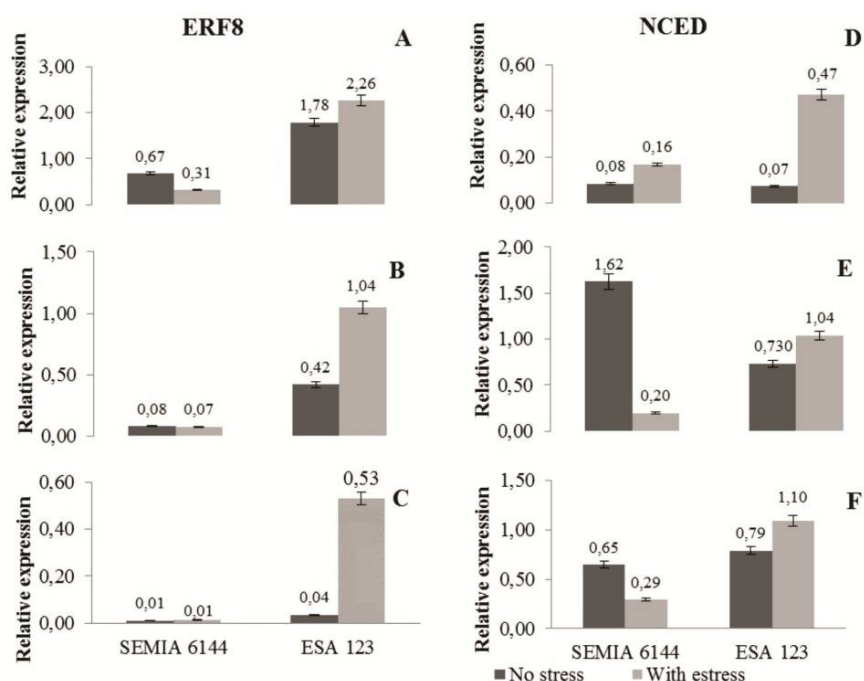 ERF8
A
Relative expression
3,00
2,00
1,00
0,00
0,67
0,31
1,78
2,26
B
Relative expression
1,50
1,00
0,50
0,00
0,08
0,07
0,42
1,04
C
Relative expression
0,60
0,40
0,20
0,00
0,01
0,01
0,04
0,53
SEMIA 6144
ESA 123
NCED
D
Relative expression
0,60
0,40
0,20
0,00
0,08
0,16
0,07
0,47
E
Relative expression
2,00
1,50
1,00
0,50
0,00
1,62
0,20
0,730
1,04
F
Relative expression
1,50
1,00
0,50
0,00
0,65
0,29
0,79
1,10
SEMIA 6144
ESA 123
No stress
With estress